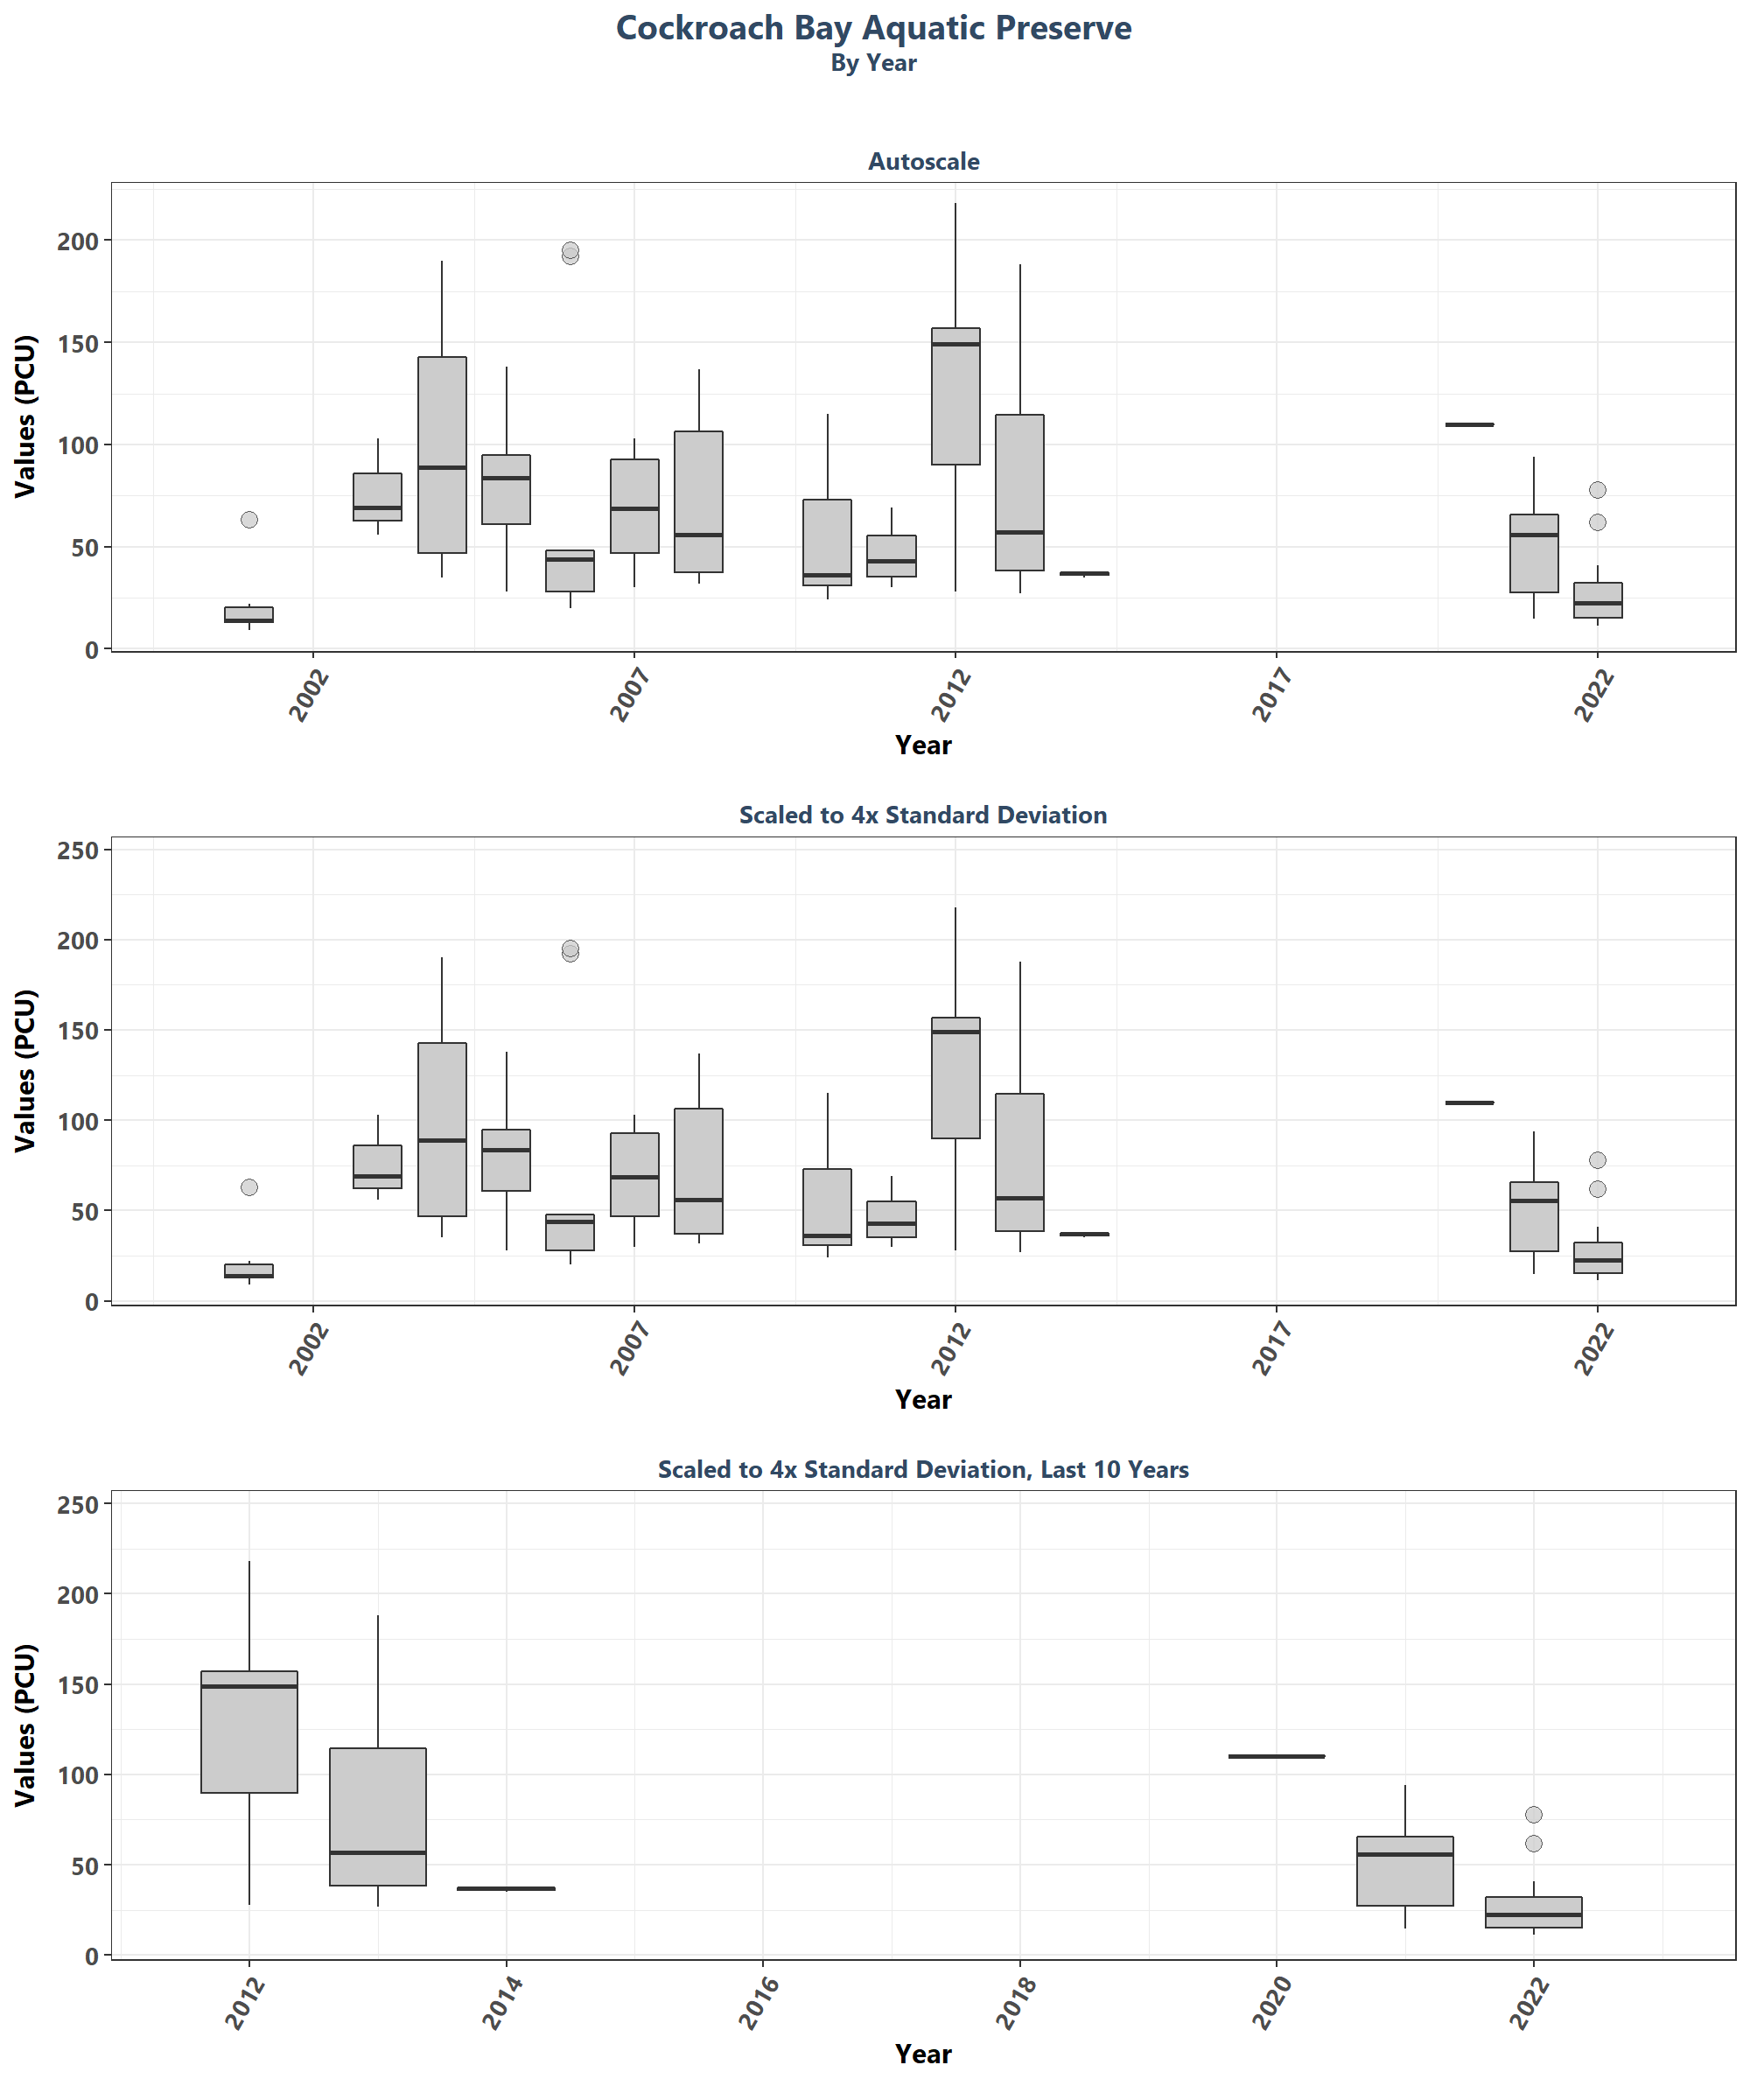 Cockroach Bay Aquatic Preserve
By Year
Autoscale
Values (PCU)
200
150
100
50
0
2002 2007 2012 2017 2022
Year
Scaled to 4x Standard Deviation
Values (PCU)
250
200
150
100
50
0
2002 2007 2012 2017 2022
Year
Scaled to 4x Standard Deviation, Last 10 Years
Values (PCU)
250
200
150
100
50
0
2012 2014 2016 2018 2020 2022
Year